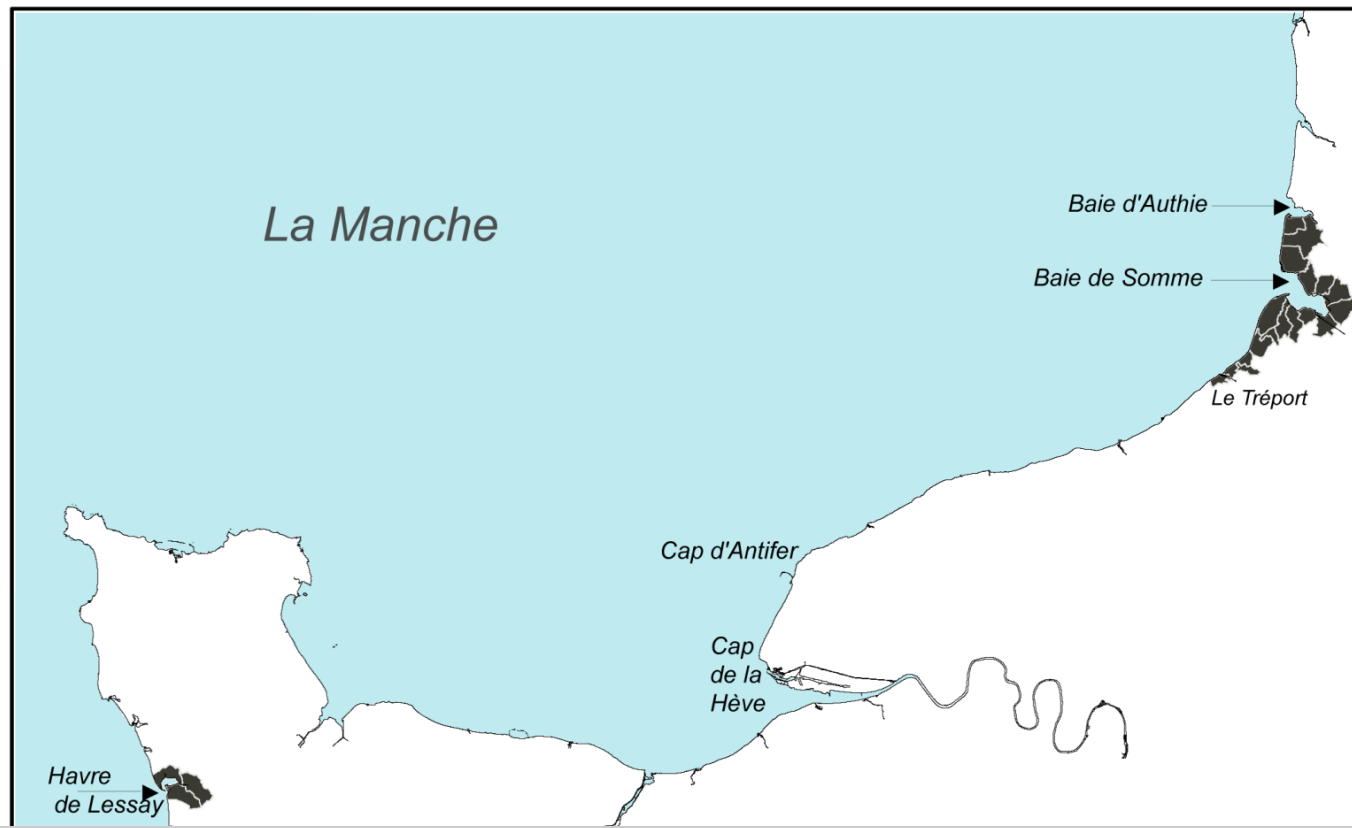 La Manche
Baie d'Authie
Baie de Somme
Le Tréport
Cap d'Antifer
Cap
de la
Hève
Havre
de Lessay